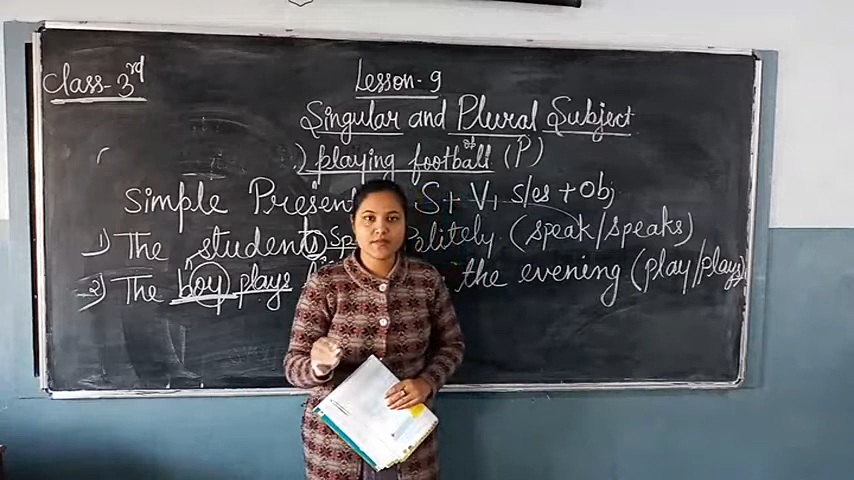 Class-3rd
Lesson-9
Singular and Plural Subject
.) playing football of (P)
Simple Present S+ V1 s/es + Obj
1) The students politely (speak/speaks)
2) The boy plays the evening (play/plays)